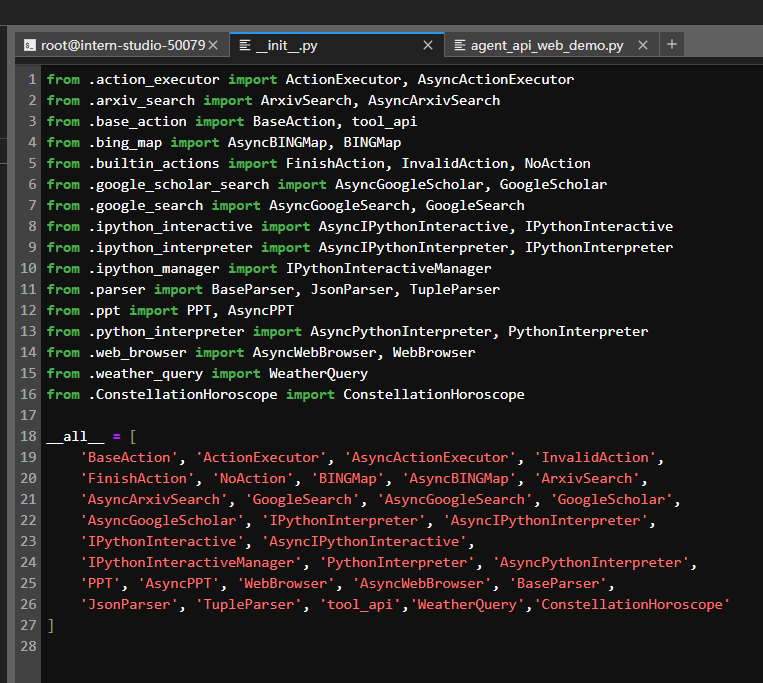 root@intern-studio-50079 __init__.py agent_api_web_demo.py
1 from .action_executor import ActionExecutor, AsyncActionExecutor
2 from .arxiv_search import ArxivSearch, AsyncArxivSearch
3 from .base_action import BaseAction, tool_api
4 from .bing_map import AsyncBINGMap, BINGMap
5 from .builtin_actions import FinishAction, InvalidAction, NoAction
6 from .google_scholar_search import AsyncGoogleScholar, GoogleScholar
7 from .google_search import AsyncGoogleSearch, GoogleSearch
8 from .ipython_interactive import AsyncIPythonInteractive, IPythonInteractive
9 from .ipython_interpreter import AsyncIPythonInterpreter, IPythonInterpreter
10 from .ipython_manager import IPythonInteractiveManager
11 from .parser import BaseParser, JsonParser, TupleParser
12 from .ppt import PPT, AsyncPPT
13 from .python_interpreter import AsyncPythonInterpreter, PythonInterpreter
14 from .web_browser import AsyncWebBrowser, WebBrowser
15 from .weather_query import WeatherQuery
16 from .ConstellationHoroscope import ConstellationHoroscope
17
18 __all__ = [
19     'BaseAction', 'ActionExecutor', 'AsyncActionExecutor', 'InvalidAction',
20     'FinishAction', 'NoAction', 'BINGMap', 'AsyncBINGMap', 'ArxivSearch',
21     'AsyncArxivSearch', 'GoogleSearch', 'AsyncGoogleSearch', 'GoogleScholar',
22     'AsyncGoogleScholar', 'IPythonInterpreter', 'AsyncIPythonInterpreter',
23     'IPythonInteractive', 'AsyncIPythonInteractive',
24     'IPythonInteractiveManager', 'PythonInterpreter', 'AsyncPythonInterpreter',
25     'PPT', 'AsyncPPT', 'WebBrowser', 'AsyncWebBrowser', 'BaseParser',
26     'JsonParser', 'TupleParser', 'tool_api','WeatherQuery','ConstellationHoroscope'
27 ]
28